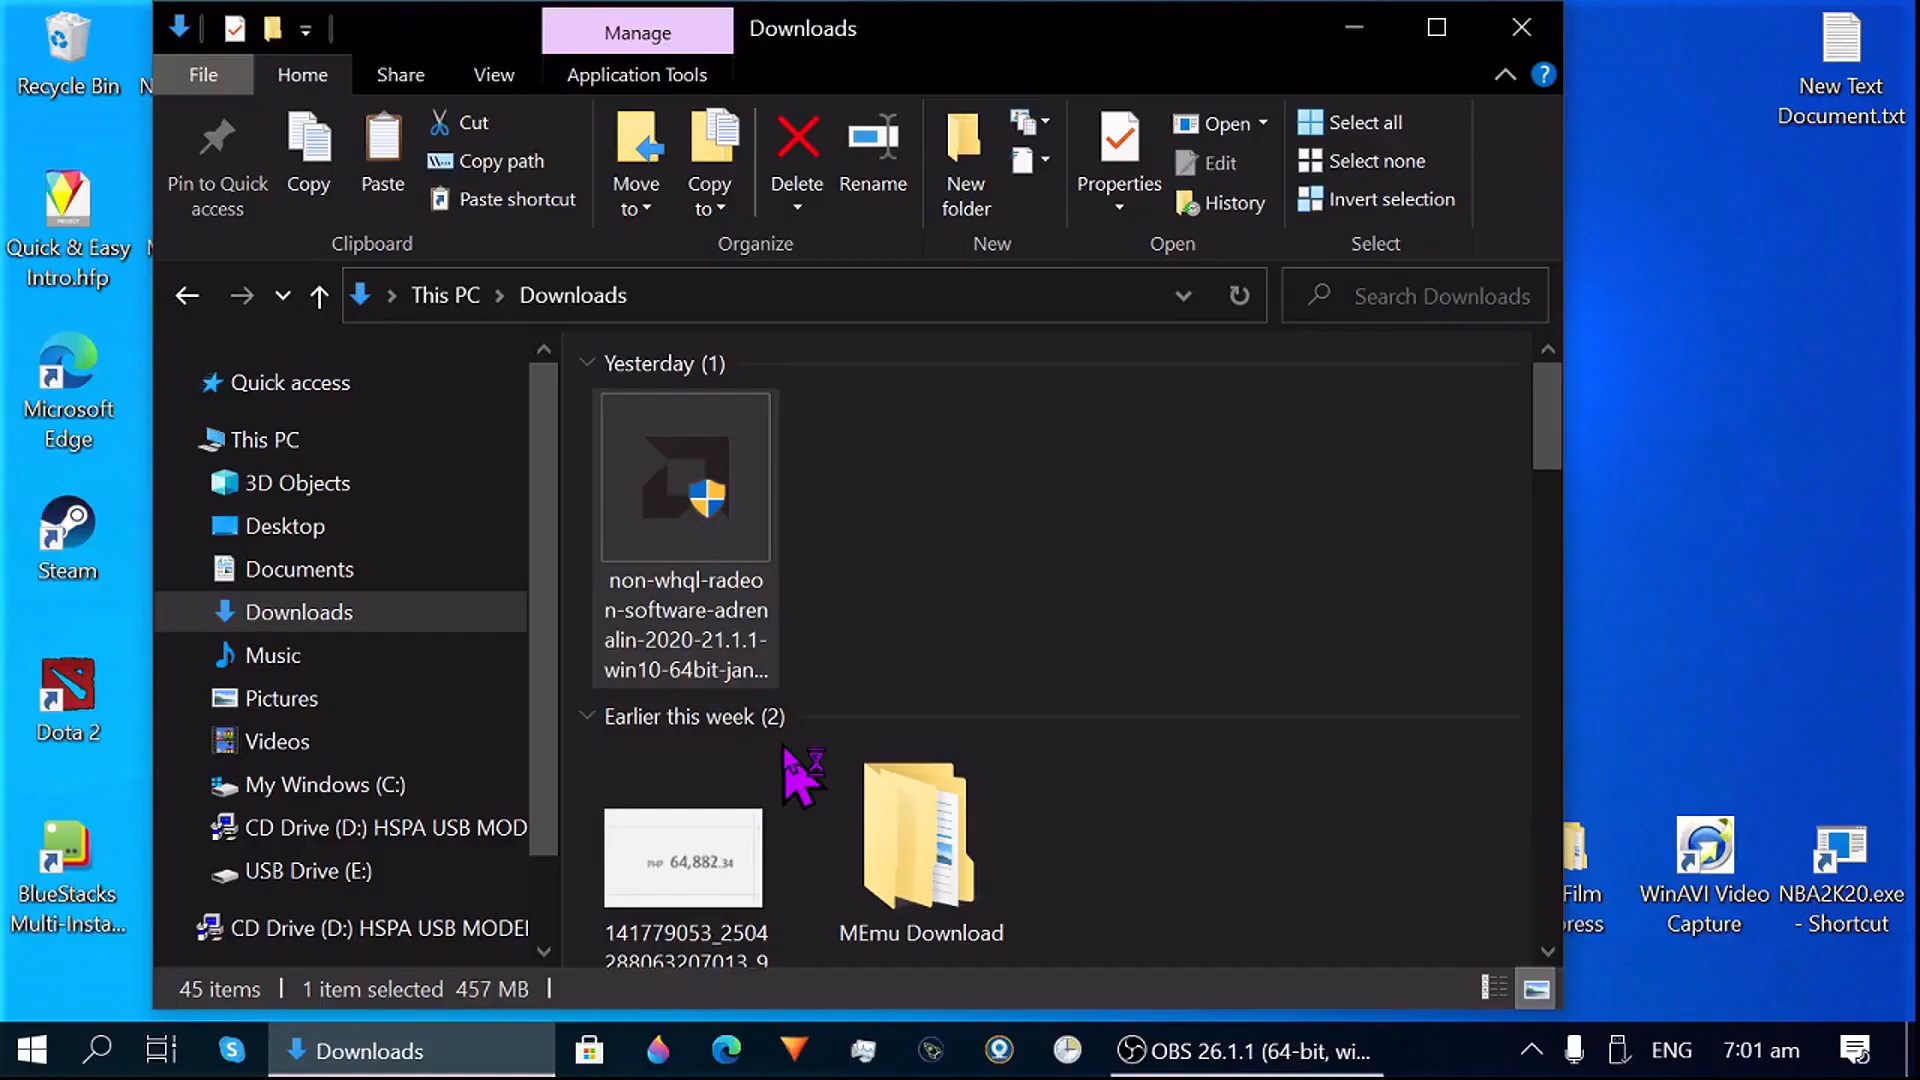 Manage
Downloads
File
Home
Share
View
Application Tools
Pin to Quick
access
Copy
Paste
Cut
Copy path
Paste shortcut
Clipboard
Move
to
Copy
to
Delete
Rename
Organize
New
folder
New
Properties
Open
Edit
History
Open
Select all
Select none
Invert selection
Select
This PC
Downloads
Search Downloads
Quick access
This PC
3D Objects
Desktop
Documents
Downloads
Music
Pictures
Videos
My Windows (C:)
CD Drive (D:) HSPA USB MOD
USB Drive (E:)
CD Drive (D:) HSPA USB MODEI
Yesterday (1)
non-whql-radeo
n-software-adren
alin-2020-21.1.1-
win10-64bit-jan...
Earlier this week (2)
PHP 64,882.34
141779053_2504
288063207013_9
MEmu Download
45 items
1 item selected 457 MB
Recycle Bin
N
Quick & Easy
Intro.hfp
Microsoft
Edge
Steam
Dota 2
BlueStacks
Multi-Insta...
New Text
Document.txt
Film
press
WinAVI Video
Capture
NBA2K20.exe
- Shortcut
Downloads
OBS 26.1.1 (64-bit, wi...
ENG
7:01 am